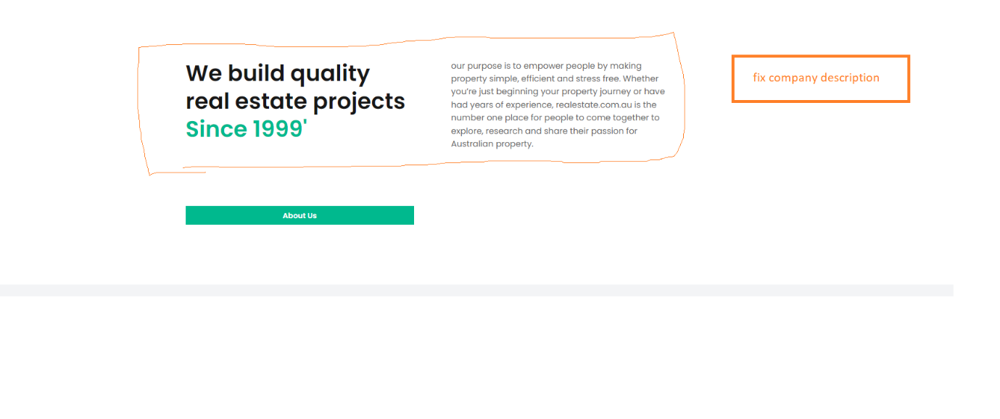 We build quality
real estate projects
Since 1999'
our purpose is to empower people by making
property simple, efficient and stress free. Whether
you're just beginning your property journey or have
had years of experience, realestate.com.au is the
number one place for people to come together to
explore, research and share their passion for
Australian property.
fix company description
About Us